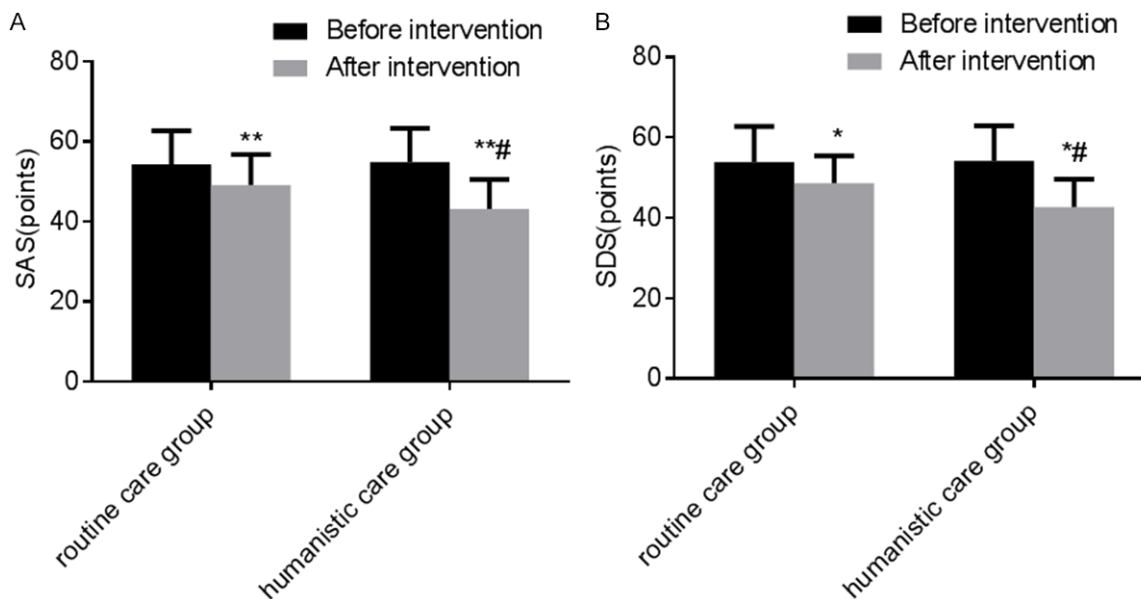 A
Before intervention
After intervention
SAS(points)
80
60
40
20
0
**
**#
routine care group
humanistic care group
B
Before intervention
After intervention
SDS(points)
80
60
40
20
0
*
*#
routine care group
humanistic care group